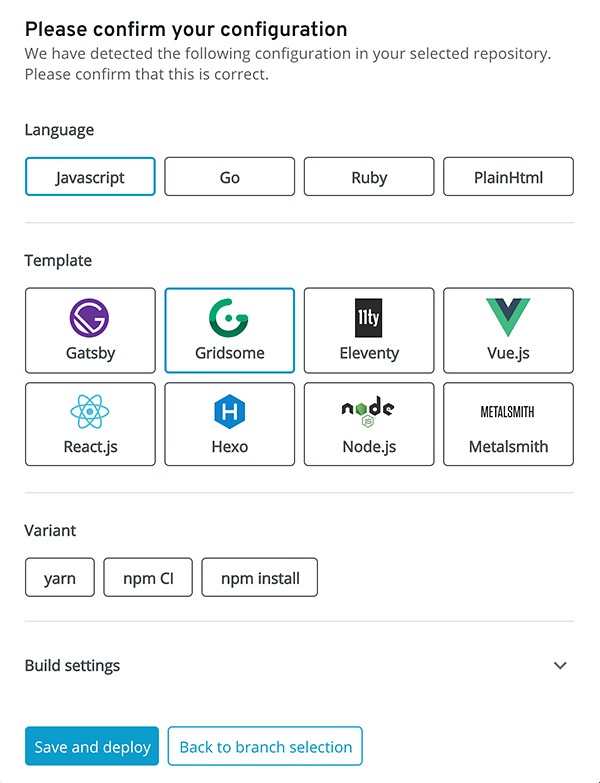 Please confirm your configuration
We have detected the following configuration in your selected repository.
Please confirm that this is correct.
Language
Javascript Go Ruby PlainHtml
Template
11ty
Gatsby Gridsome Eleventy Vue.js
node METALSMITH
JS
React.js Hexo Node.js Metalsmith
Variant
yarn npm CI npm install
Build settings
Save and deploy Back to branch selection